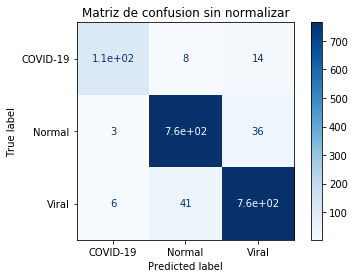 Matriz de confusion sin normalizar
COVID-19 1.1e+02 8 14
Normal 3 7.6e+02 36
Viral 6 41 7.6e+02
COVID-19 Normal Viral
Predicted label
True label
700
600
500
400
300
200
100